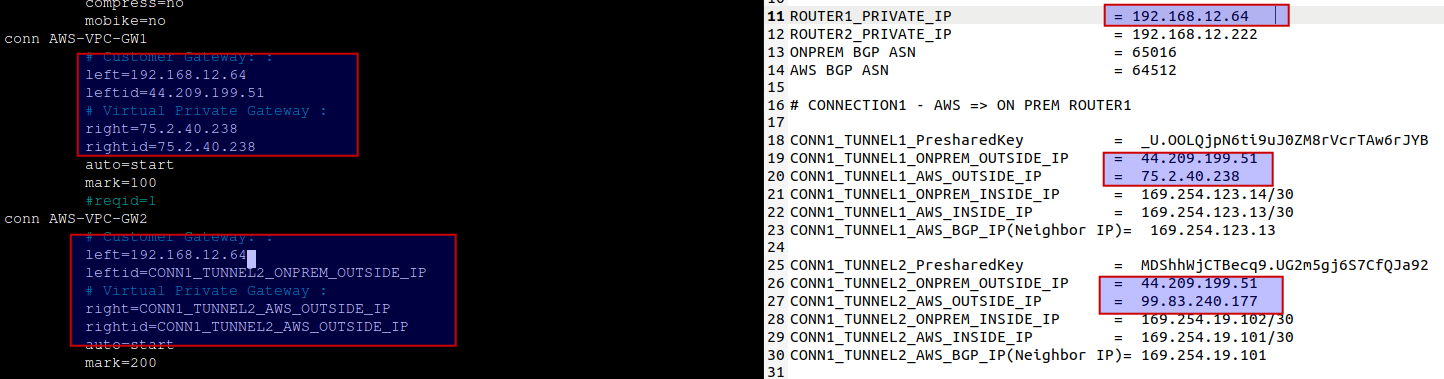 compress=no
mobike=no
conn AWS-VPC-GW1
# Customer Gateway: :
left=192.168.12.64
leftid=44.209.199.51
# Virtual Private Gateway :
right=75.2.40.238
rightid=75.2.40.238
auto=start
mark=100
#reqid=1
conn AWS-VPC-GW2
# Customer Gateway: :
left=192.168.12.64
leftid=CONN1_TUNNEL2_ONPREM_OUTSIDE_IP
# Virtual Private Gateway :
right=CONN1_TUNNEL2_AWS_OUTSIDE_IP
rightid=CONN1_TUNNEL2_AWS_OUTSIDE_IP
auto=start
mark=200
11 ROUTER1_PRIVATE_IP = 192.168.12.64
12 ROUTER2_PRIVATE_IP = 192.168.12.222
13 ONPREM BGP ASN = 65016
14 AWS BGP ASN = 64512
15
16 # CONNECTION1 - AWS => ON PREM ROUTER1
17
18 CONN1_TUNNEL1_PresharedKey = _U.OOLQjpN6ti9uJ0ZM8rVcrTAw6rJYB
19 CONN1_TUNNEL1_ONPREM_OUTSIDE_IP = 44.209.199.51
20 CONN1_TUNNEL1_AWS_OUTSIDE_IP = 75.2.40.238
21 CONN1_TUNNEL1_ONPREM_INSIDE_IP = 169.254.123.14/30
22 CONN1_TUNNEL1_AWS_INSIDE_IP = 169.254.123.13/30
23 CONN1_TUNNEL1_AWS_BGP_IP(Neighbor IP)= 169.254.123.13
24
25 CONN1_TUNNEL2_PresharedKey = MDShhWjCTBecq9.UG2m5gj6S7CfQJa92
26 CONN1_TUNNEL2_ONPREM_OUTSIDE_IP = 44.209.199.51
27 CONN1_TUNNEL2_AWS_OUTSIDE_IP = 99.83.240.177
28 CONN1_TUNNEL2_ONPREM_INSIDE_IP = 169.254.19.102/30
29 CONN1_TUNNEL2_AWS_INSIDE_IP = 169.254.19.101/30
30 CONN1_TUNNEL2_AWS_BGP_IP(Neighbor IP)= 169.254.19.101
31